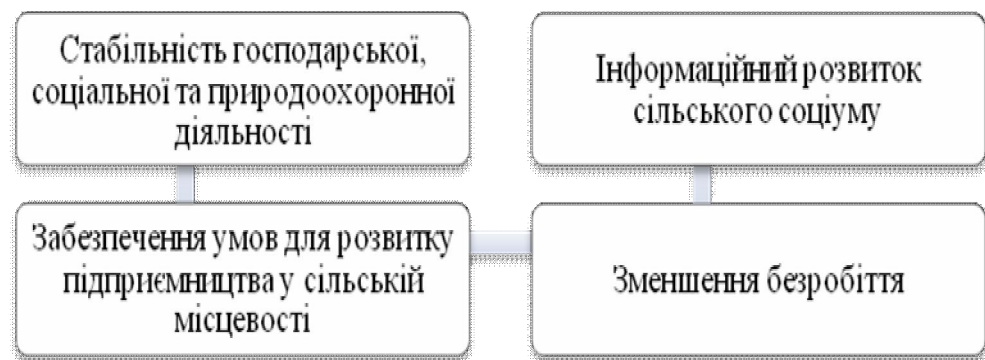 Стабільність господарської,
соціальної та природоохоронної
діяльності
Забезпечення умов для розвитку
підприємництва у сільській
місцевості
Зменшення безробіття
Інформаційний розвиток
сільського соціуму